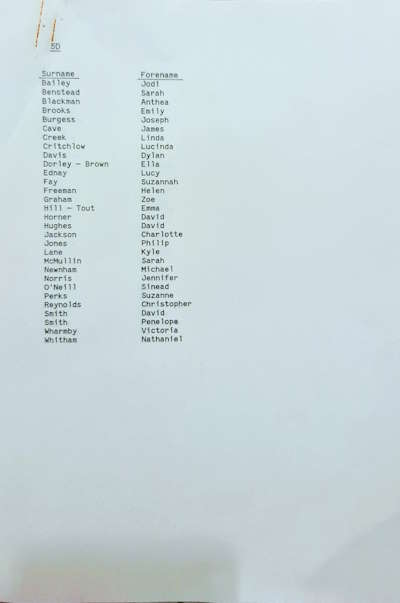 5D
Surname Forename
Bailey Jodi
Benstead Sarah
Blackman Anthea
Brooks Emily
Burgess Joseph
Cave James
Creek Linda
Critchlow Lucinda
Davis Dylan
Dorley - Brown Ella
Ednay Lucy
Fay Suzannah
Freeman Helen
Graham Zoe
Hill - Tout Emma
Horner David
Hughes David
Jackson Charlotte
Jones Philip
Lane Kyle
McMullin Sarah
Newnham Michael
Norris Jennifer
O'Neill Sinead
Perks Suzanne
Reynolds Christopher
Smith David
Smith Penelope
Wharmby Victoria
Whitham Nathaniel